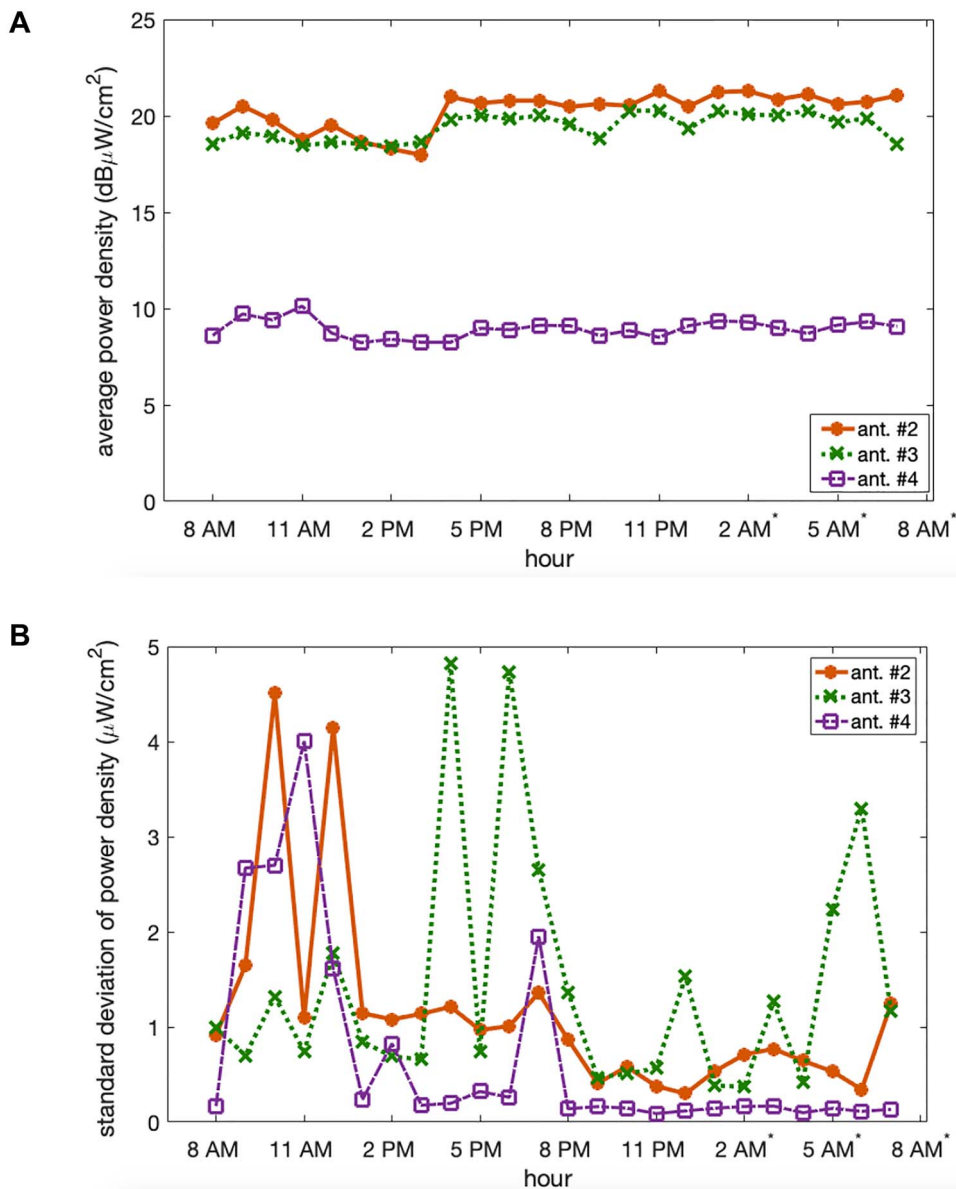 A
average power density (dBμW/cm²)
25
20
15
10
5
0
ant. #2
ant. #3
ant. #4
8 AM 11 AM 2 PM 5 PM 8 PM 11 PM 2 AM* 5 AM* 8 AM*
hour
B
standard deviation of power density (μW/cm²)
5
4
3
2
1
0
ant. #2
ant. #3
ant. #4
8 AM 11 AM 2 PM 5 PM 8 PM 11 PM 2 AM* 5 AM* 8 AM*
hour